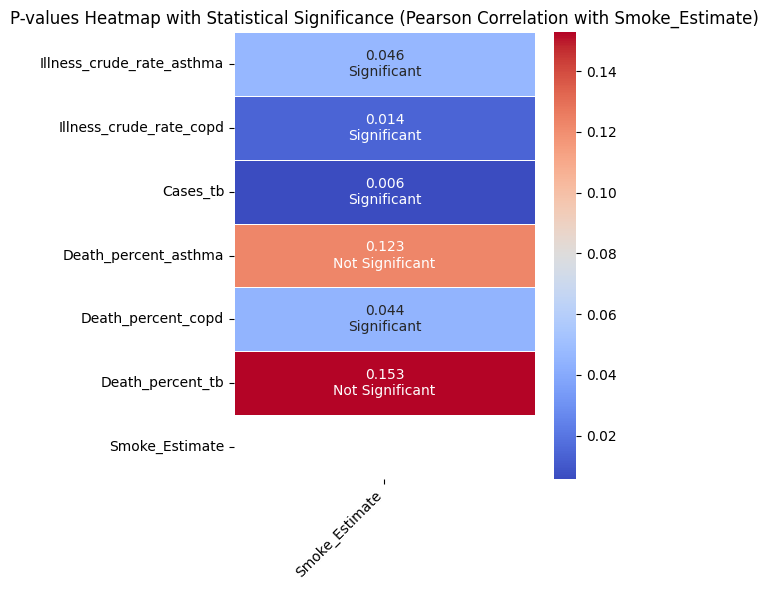 P-values Heatmap with Statistical Significance (Pearson Correlation with Smoke_Estimate)
Illness_crude_rate_asthma
0.046
Significant
Illness_crude_rate_copd
0.014
Significant
Cases_tb
0.006
Significant
Death_percent_asthma
0.123
Not Significant
Death_percent_copd
0.044
Significant
Death_percent_tb
0.153
Not Significant
Smoke_Estimate
Smoke_Estimate
0.14
0.12
0.10
0.08
0.06
0.04
0.02